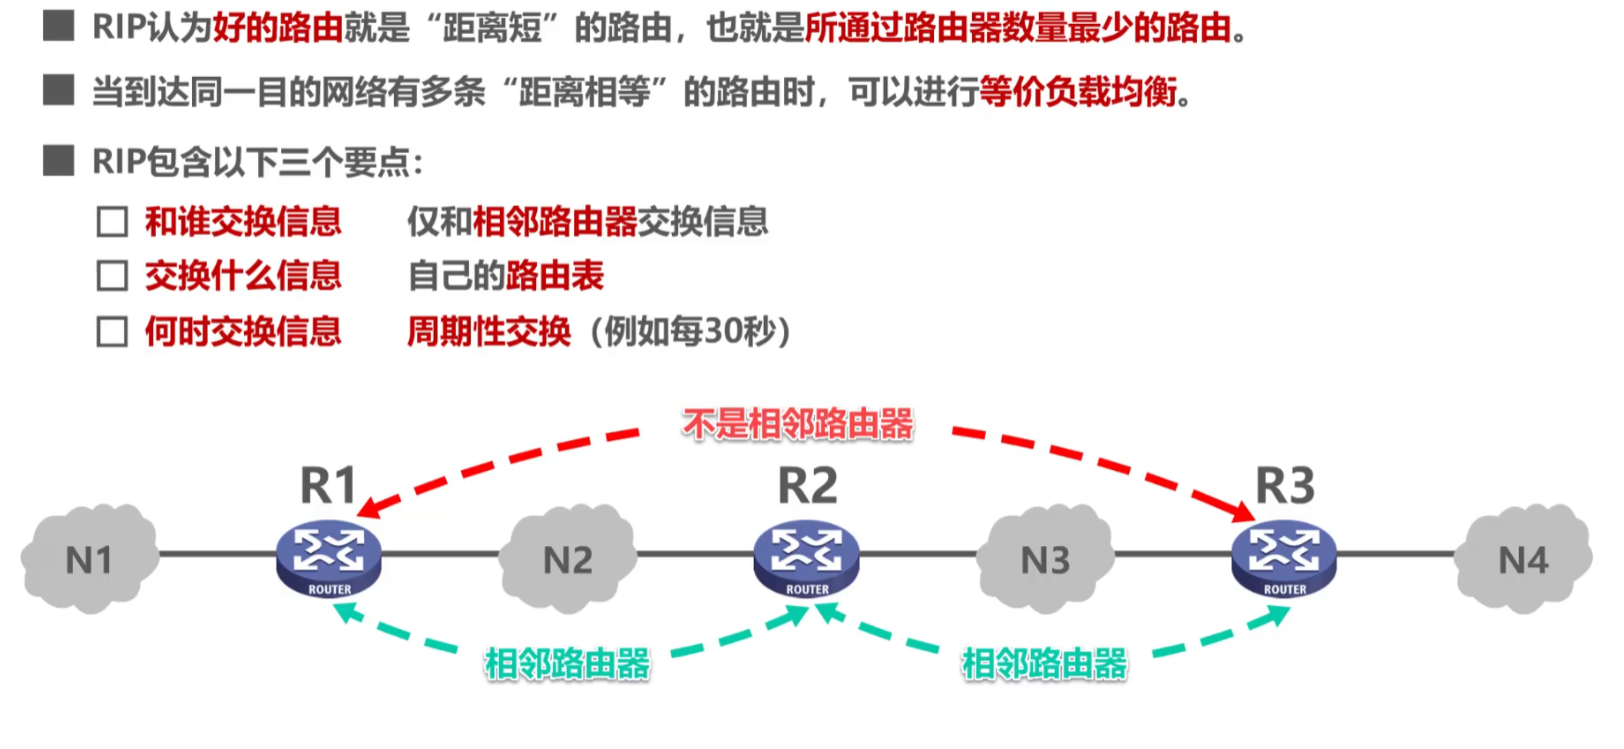 RIP认为好的路由就是“距离短”的路由，也就是所通过路由器数量最少的路由。
当到达同一目的网络有多条“距离相等”的路由时，可以进行等价负载均衡。
RIP包含以下三个要点：
和谁交换信息 仅和相邻路由器交换信息
交换什么信息 自己的路由表
何时交换信息 周期性交换（例如每30秒）
不是相邻路由器
R1 R2 R3
N1 N2 N3 N4
ROUTER ROUTER ROUTER
相邻路由器 相邻路由器